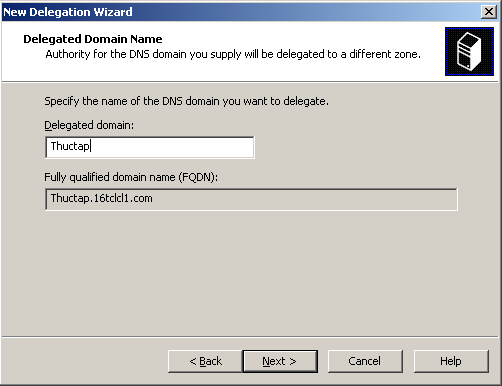 New Delegation Wizard
Delegated Domain Name
Authority for the DNS domain you supply will be delegated to a different zone.
Specify the name of the DNS domain you want to delegate.
Delegated domain:
Thuctap
Fully qualified domain name (FQDN):
Thuctap.16tclcl1.com
< Back Next > Cancel Help